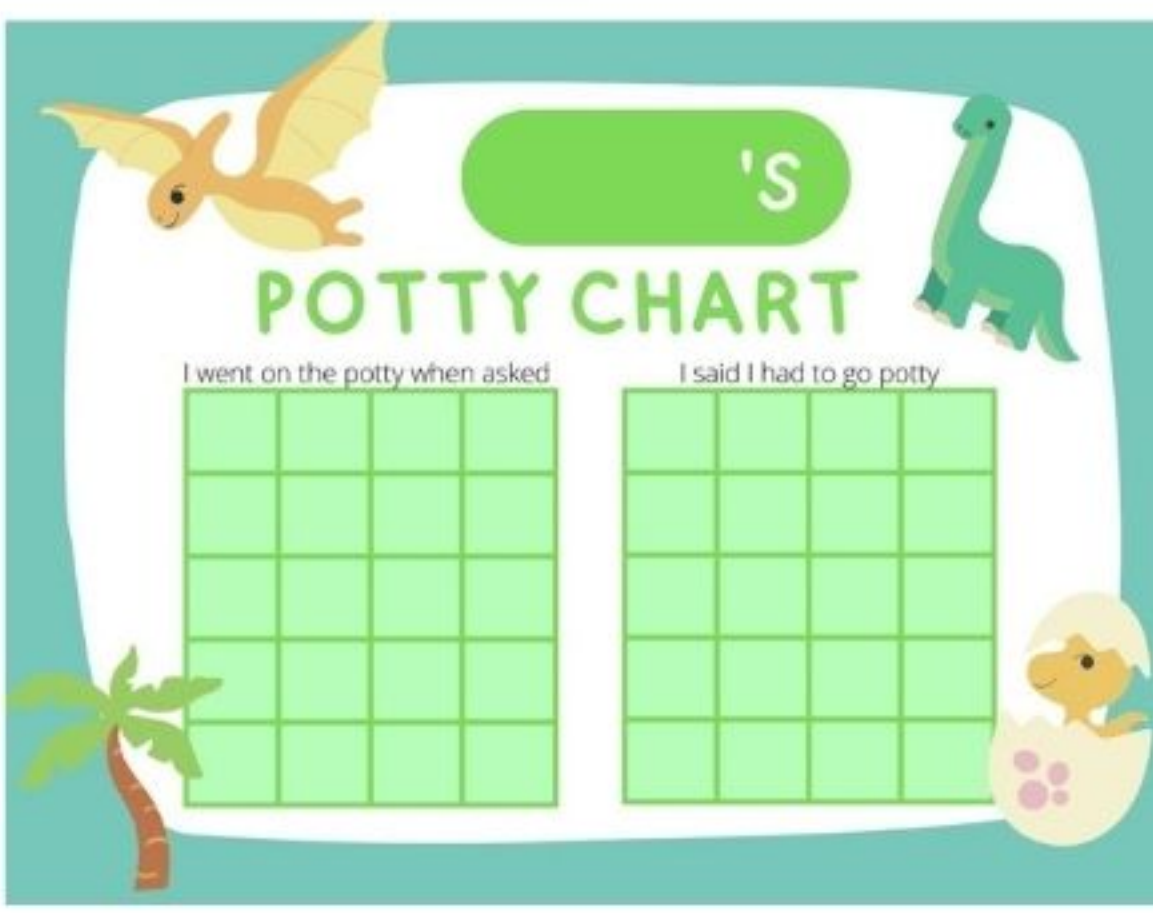 'S
POTTY CHART
I went on the potty when asked
I said I had to go potty